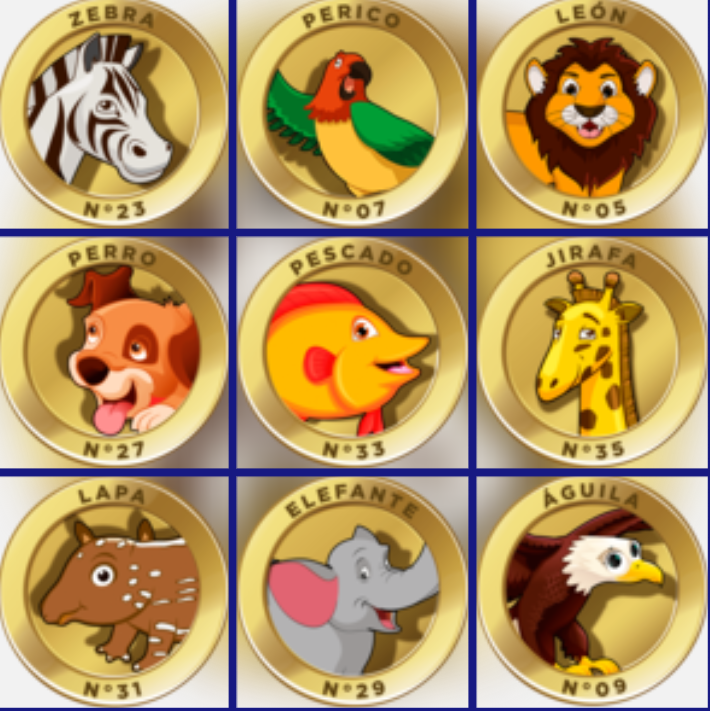 ZEBRA
N°23
PERICO
N°07
LEÓN
N°05
PERRO
N°27
PESCADO
N°33
JIRAFA
N°35
LAPA
N°31
ELEFANTE
N°29
ÁGUILA
N°09